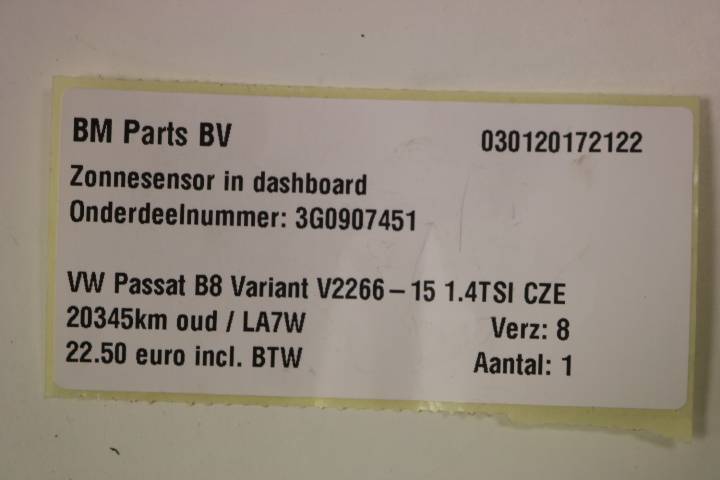 BM Parts BV 030120172122
Zonnesensor in dashboard
Onderdeelnummer: 3G0907451
VW Passat B8 Variant V2266-15 1.4TSI CZE
20345km oud / LA7W Verz: 8
22.50 euro incl. BTW Aantal: 1